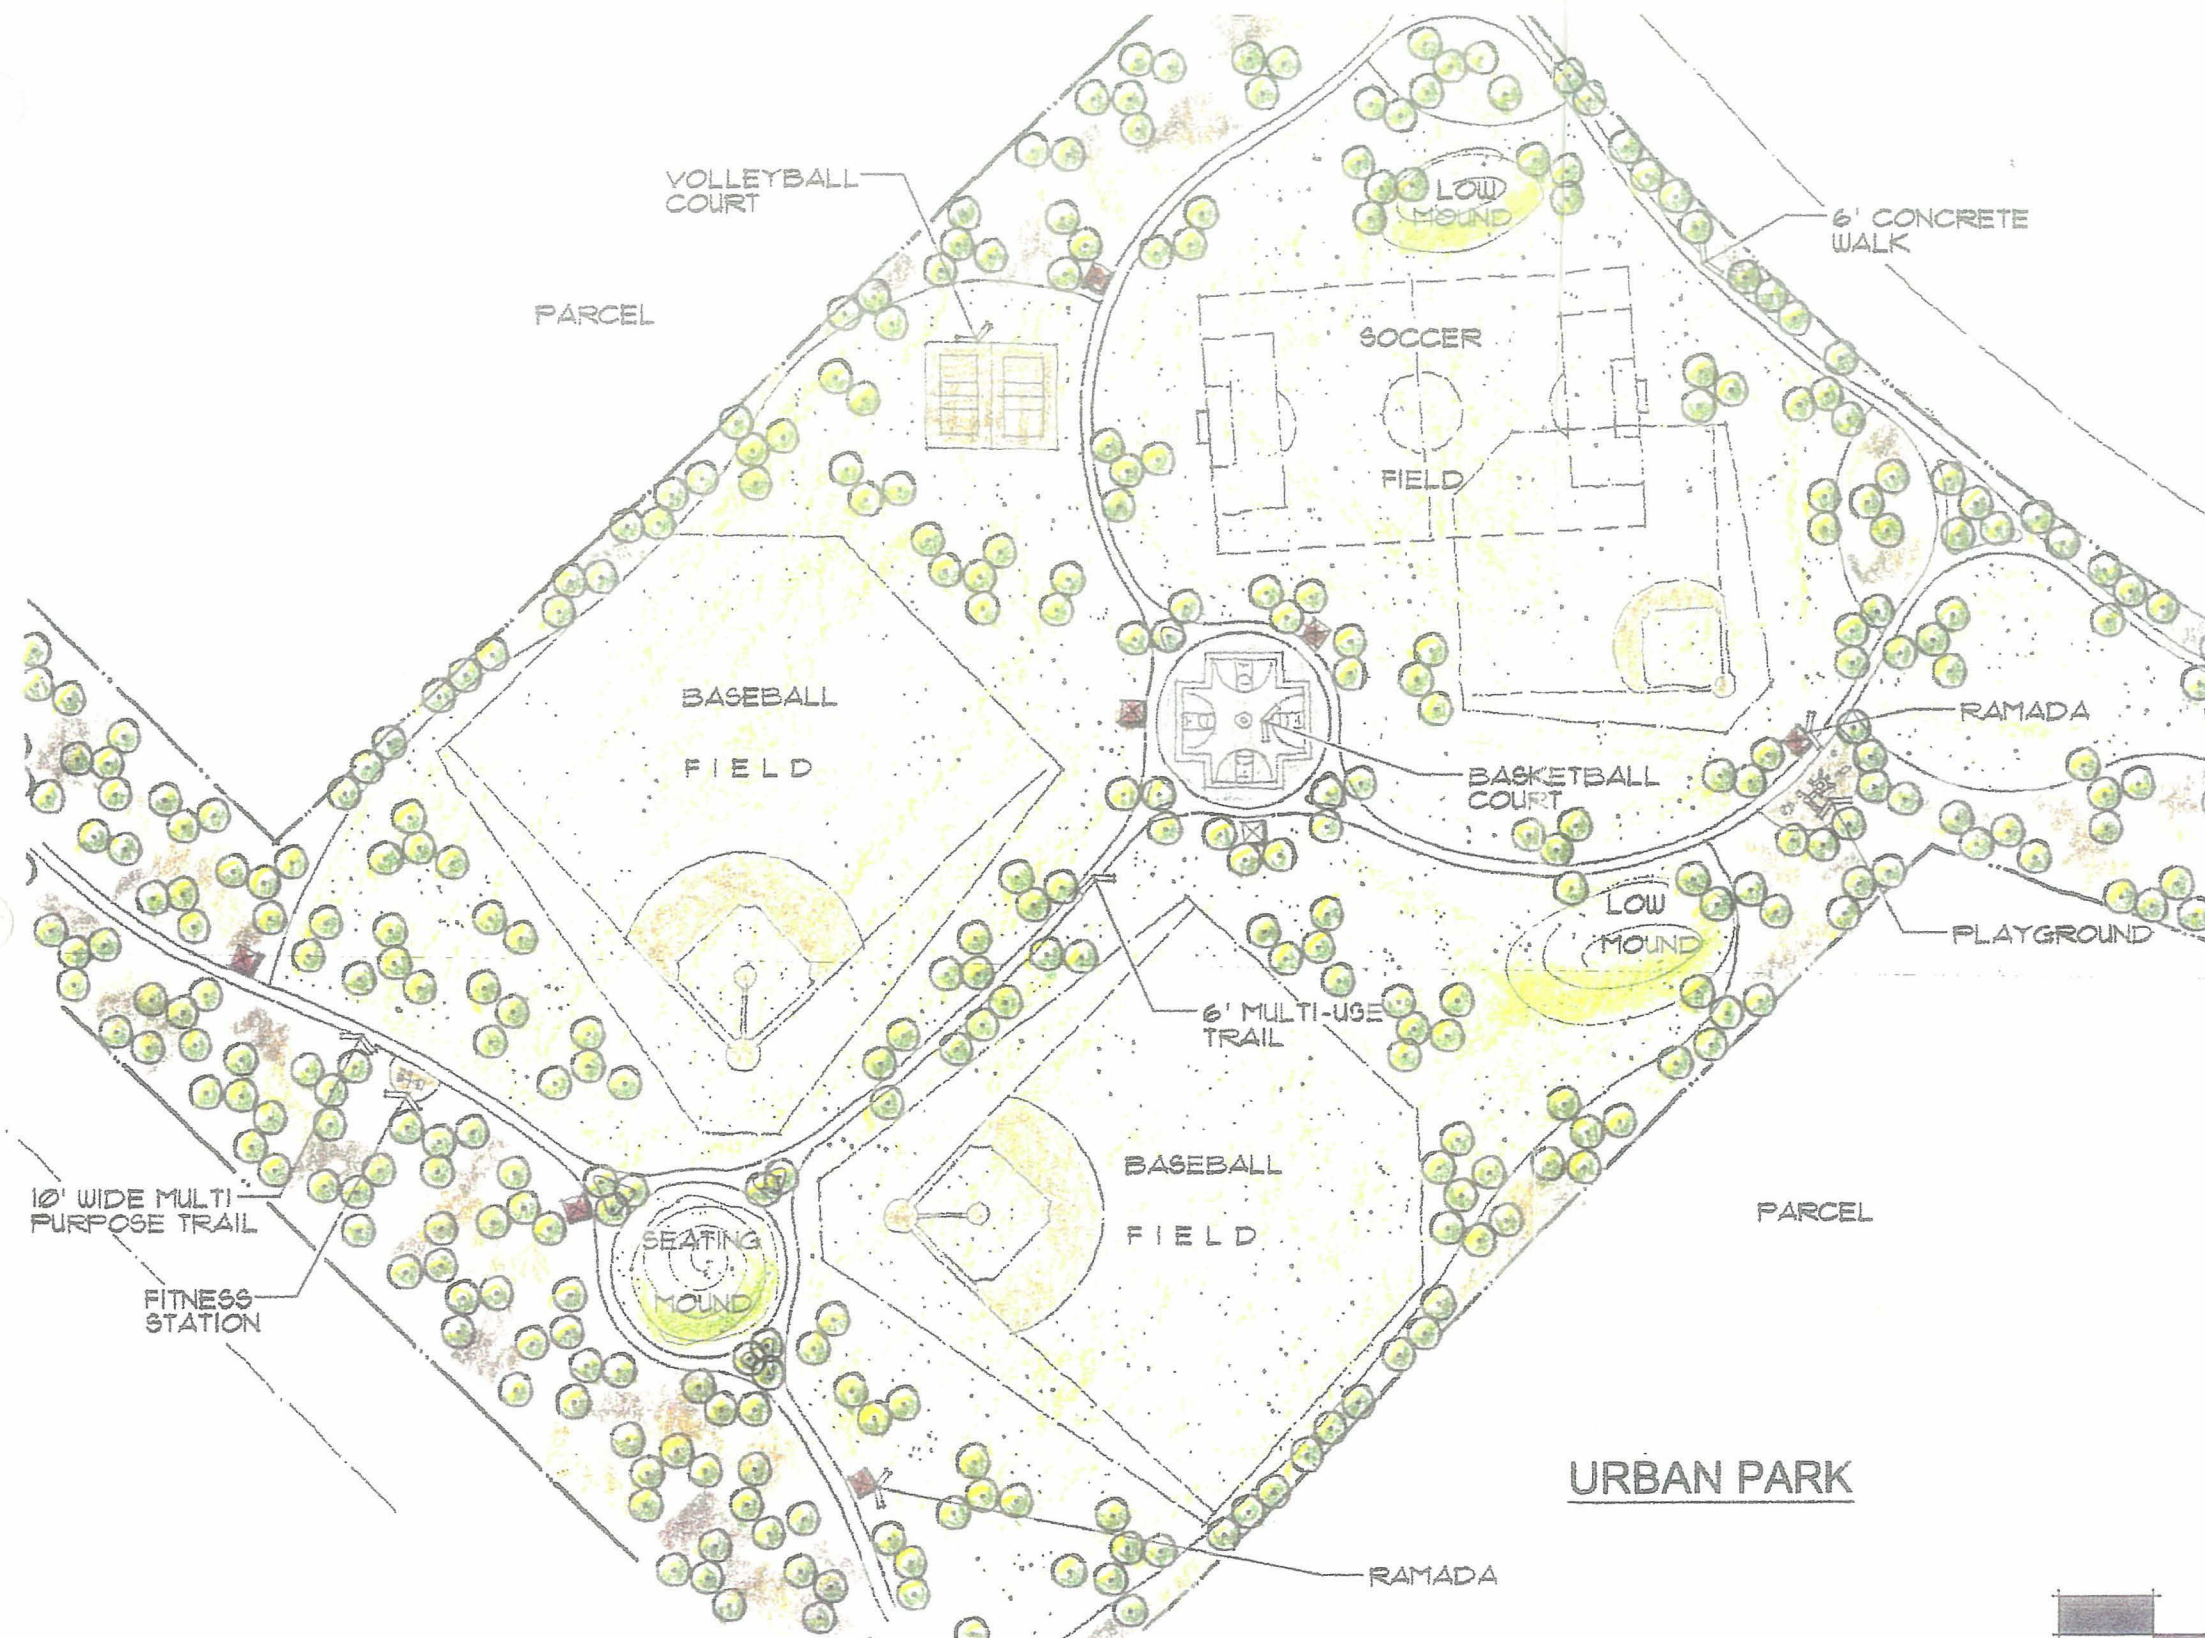 VOLLEYBALL
COURT
LOW
MOUND
6' CONCRETE
WALK
PARCEL
SOCCER
FIELD
BASEBALL
FIELD
RAMADA
BASKETBALL
COURT
LOW
MOUND
PLAYGROUND
6' MULTI-USE
TRAIL
10' WIDE MULTI
PURPOSE TRAIL
BASEBALL
FIELD
PARCEL
SEATING
MOUND
FITNESS
STATION
URBAN PARK
RAMADA